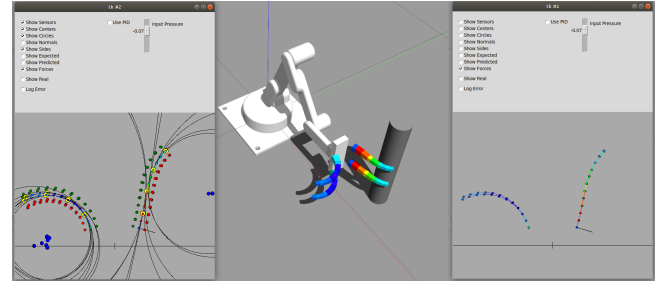 tk #2
Show Sensors
Show Centers
Show Circles
Show Normals
Show Sides
Show Expected
Show Predicted
Show Forces
Show Real
Log Error
Use PID
-0.07
Input Pressure
tk #2
Show Sensors
Show Centers
Show Circles
Show Normals
Show Sides
Show Expected
Show Predicted
Show Forces
Show Real
Log Error
Use PID
-0.07
Input Pressure